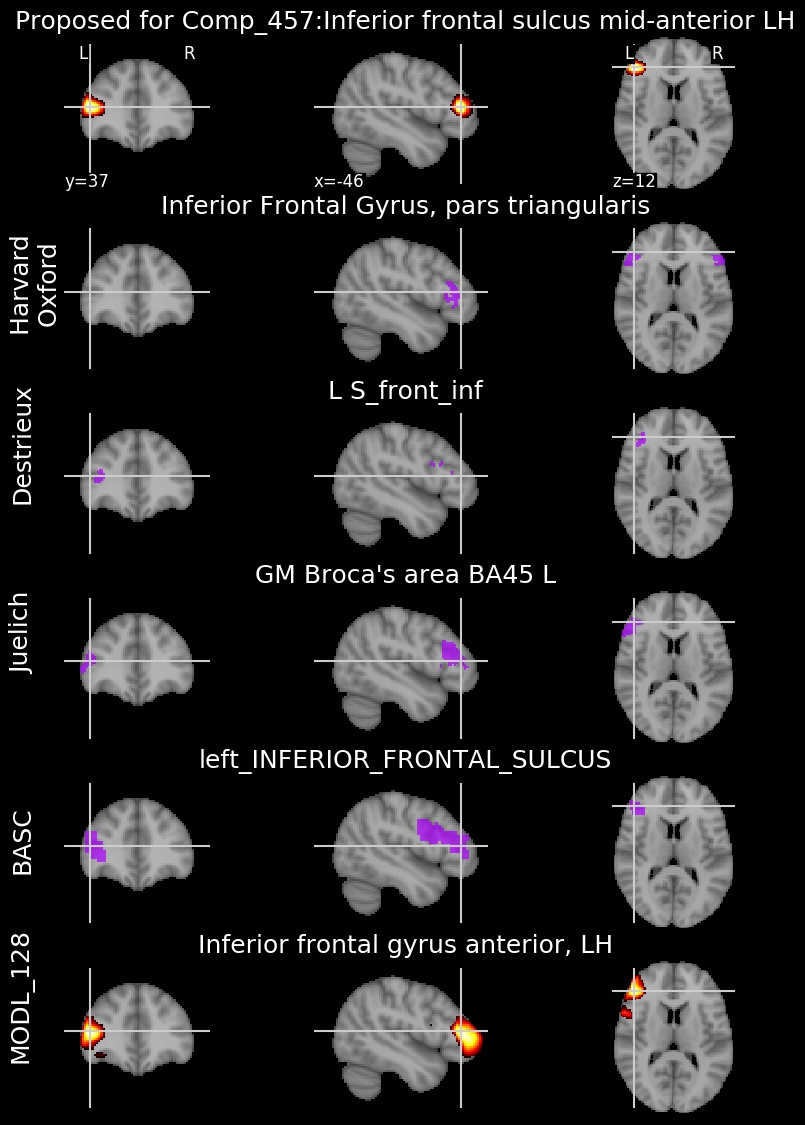 Proposed for Comp_457:Inferior frontal sulcus mid-anterior LH
L R L R
y=37 x=-46 z=12
Inferior Frontal Gyrus, pars triangularis
Harvard
Oxford
L S_front_inf
Destrieux
GM Broca's area BA45 L
Juelich
left_INFERIOR_FRONTAL_SULCUS
BASC
Inferior frontal gyrus anterior, LH
MODL_128